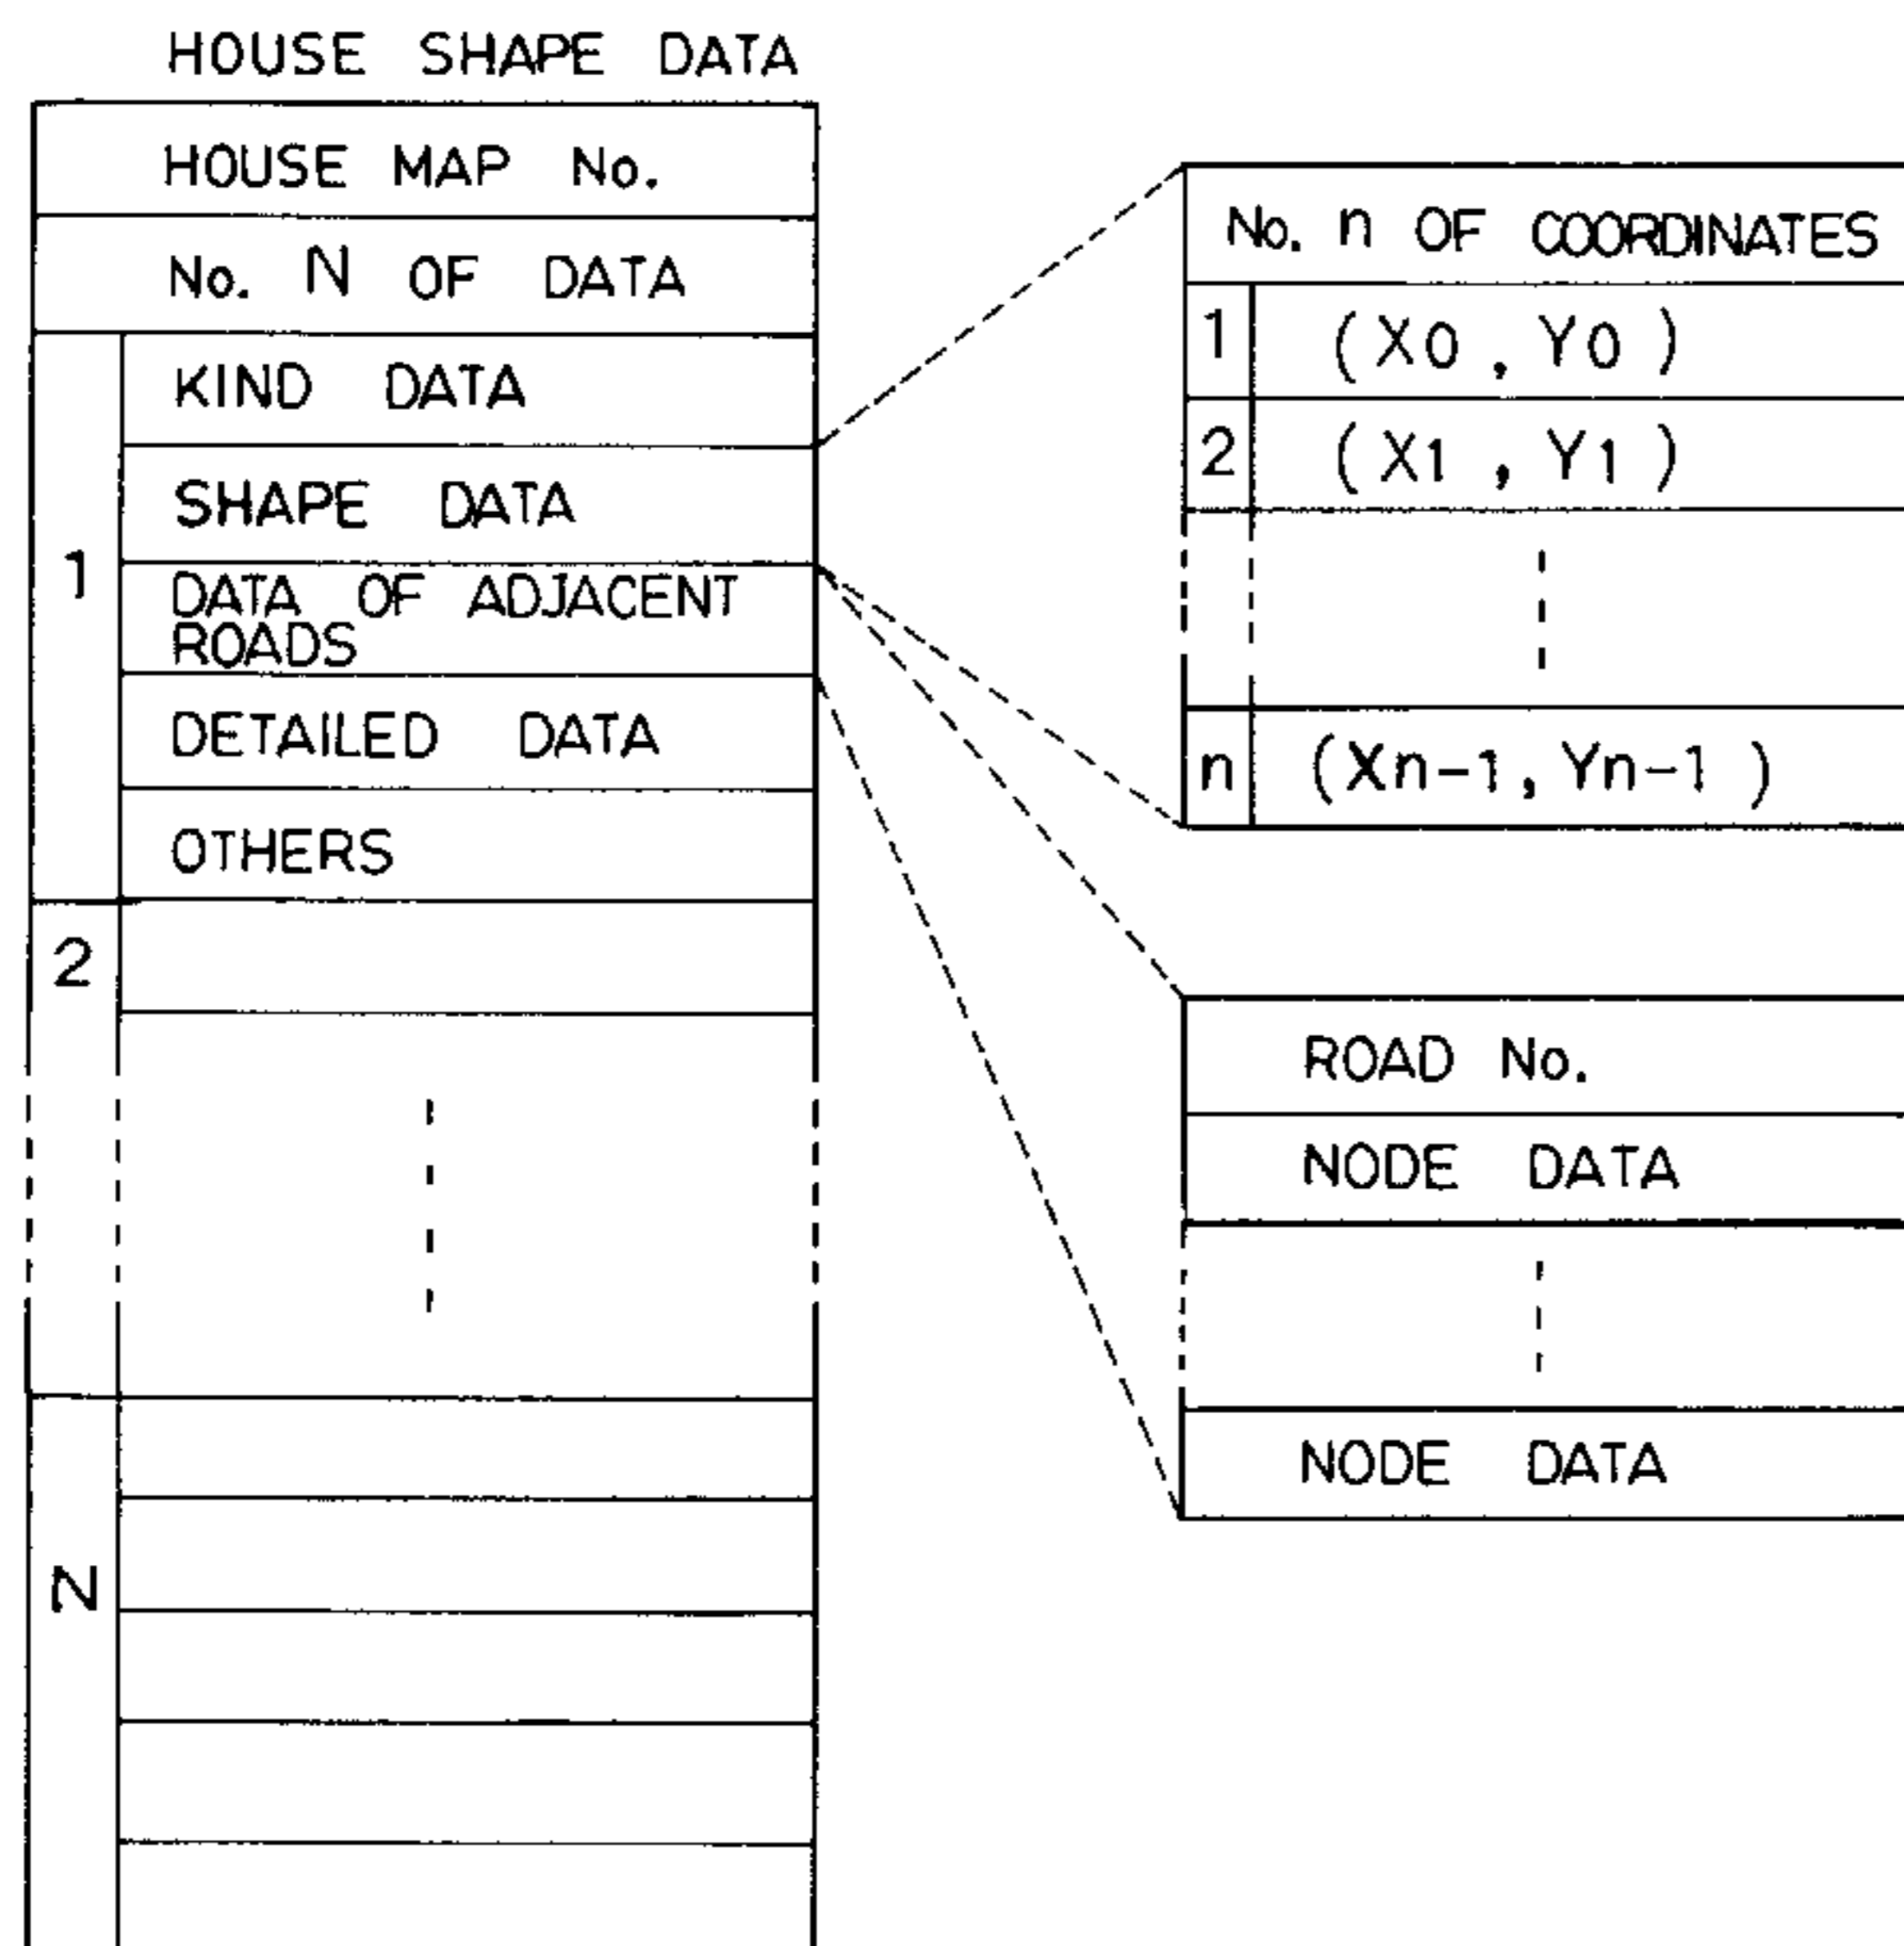 HOUSE SHAPE DATA
HOUSE MAP No.
No. N OF DATA
1
KIND DATA
SHAPE DATA
DATA OF ADJACENT
ROADS
DETAILED DATA
OTHERS
2
N
No. n OF COORDINATES
1 (X0, Y0)
2 (X1, Y1)
n (Xn-1, Yn-1)
ROAD No.
NODE DATA
NODE DATA